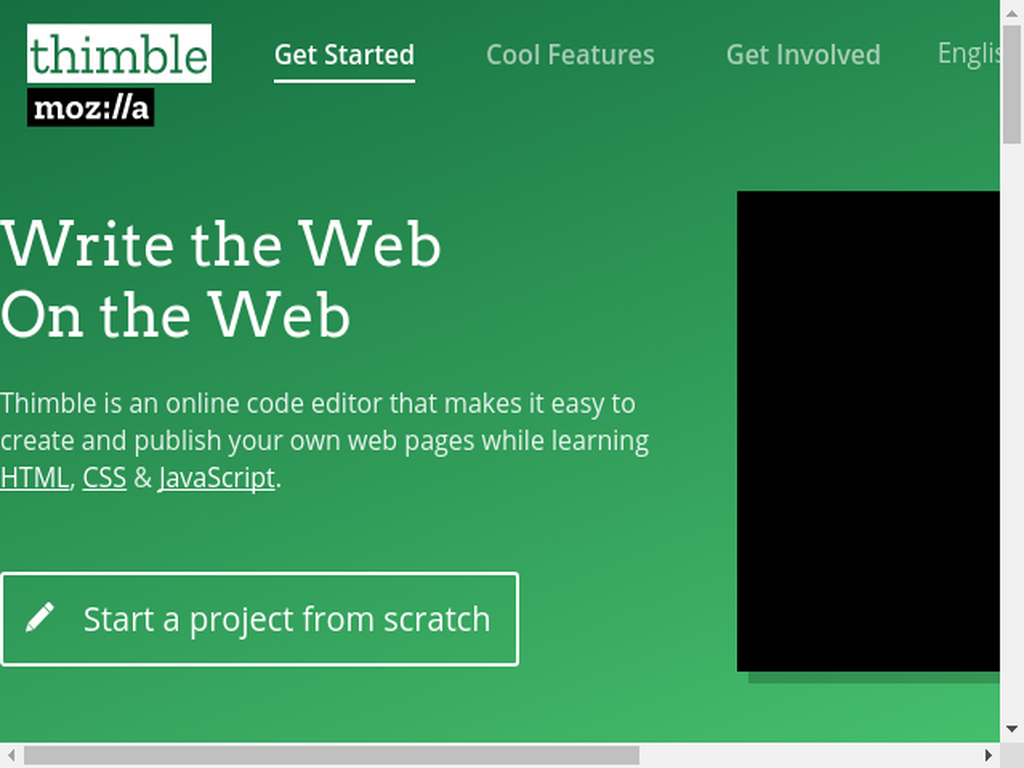 thimble
moz://a
Get Started
Cool Features
Get Involved
Write the Web
On the Web
Thimble is an online code editor that makes it easy to
create and publish your own web pages while learning
HTML, CSS & JavaScript.
Start a project from scratch